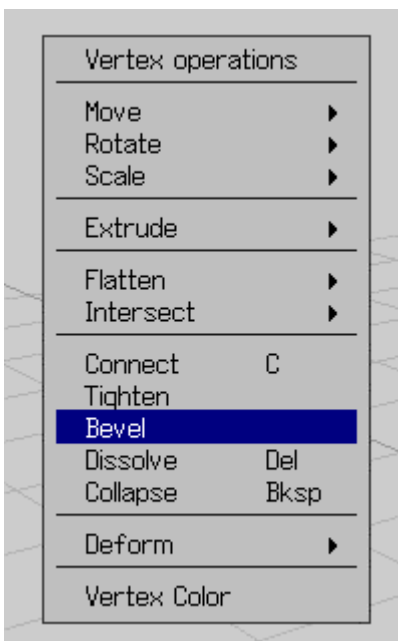 Vertex operations
Move
Rotate
Scale
Extrude
Flatten
Intersect
Connect C
Tighten
Bevel
Dissolve Del
Collapse Bksp
Deform
Vertex Color